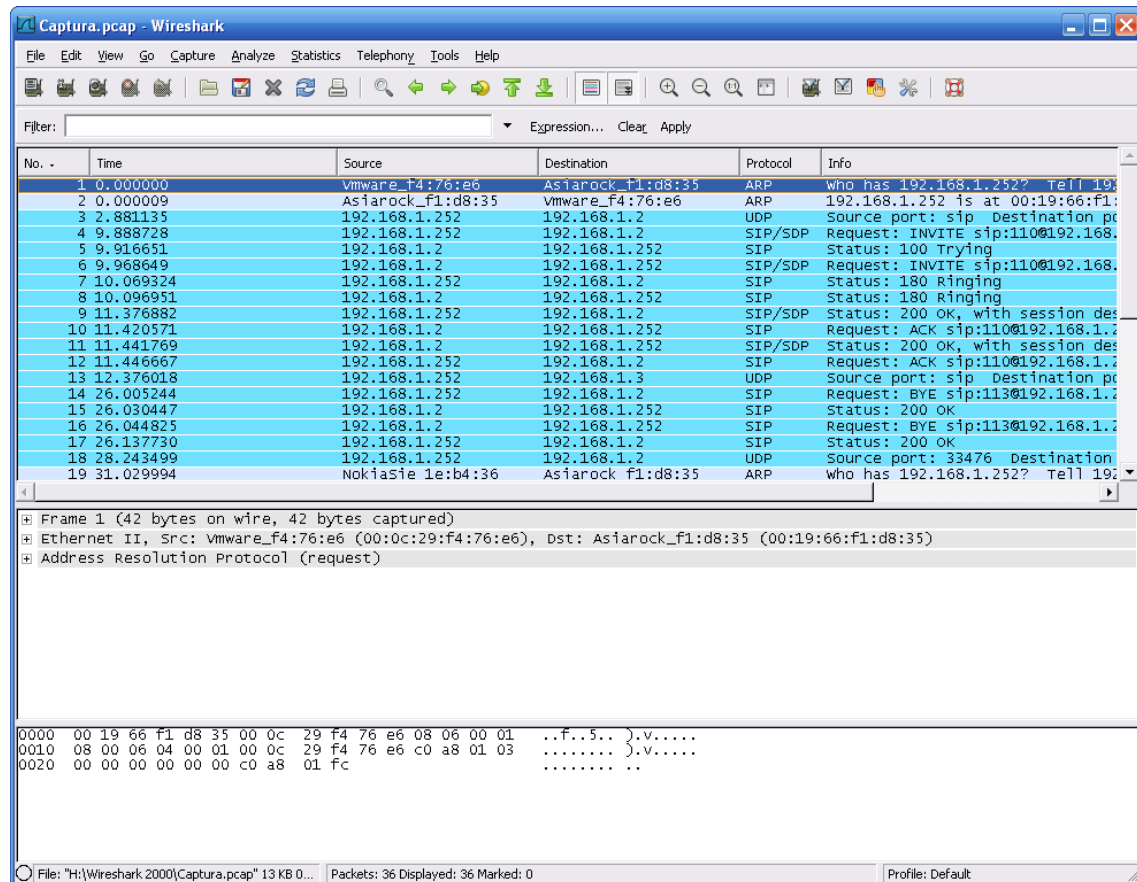 Captura.pcap - Wireshark
File Edit View Go Capture Analyze Statistics Telephony Tools Help
Filter: Expression... Clear Apply
No. . Time Source Destination Protocol Info
1 0.000000 Vmware_f4:76:e6 Asiarock_f1:d8:35 ARP who has 192.168.1.252? Tell 19
2 0.000009 Asiarock_f1:d8:35 Vmware_f4:76:e6 ARP 192.168.1.252 is at 00:19:66:f1:
3 2.881135 192.168.1.252 192.168.1.2 UDP Source port: sip Destination po
4 9.888728 192.168.1.252 192.168.1.2 SIP/SDP Request: INVITE sip:110@192.168.
5 9.916651 192.168.1.2 192.168.1.252 SIP Status: 100 Trying
6 9.968649 192.168.1.2 192.168.1.252 SIP/SDP Request: INVITE sip:110@192.168.
7 10.069324 192.168.1.252 192.168.1.2 SIP Status: 180 Ringing
8 10.096951 192.168.1.2 192.168.1.252 SIP Status: 180 Ringing
9 11.376882 192.168.1.252 192.168.1.2 SIP/SDP Status: 200 OK, with session des
10 11.420571 192.168.1.2 192.168.1.252 SIP Request: ACK sip:110@192.168.1.2
11 11.441769 192.168.1.2 192.168.1.252 SIP/SDP Status: 200 OK, with session des
12 11.446667 192.168.1.252 192.168.1.2 SIP Request: ACK sip:110@192.168.1.2
13 12.376018 192.168.1.252 192.168.1.3 UDP Source port: sip Destination po
14 26.005244 192.168.1.252 192.168.1.2 SIP Request: BYE sip:113@192.168.1.2
15 26.030447 192.168.1.2 192.168.1.252 SIP Status: 200 OK
16 26.044825 192.168.1.2 192.168.1.252 SIP Request: BYE sip:113@192.168.1.2
17 26.137730 192.168.1.252 192.168.1.2 SIP Status: 200 OK
18 28.243499 192.168.1.252 192.168.1.2 UDP Source port: 33476 Destination
19 31.029994 NokiaSie_1e:b4:36 Asiarock_f1:d8:35 ARP who has 192.168.1.252? Tell 192
Frame 1 (42 bytes on wire, 42 bytes captured)
Ethernet II, Src: Vmware_f4:76:e6 (00:0c:29:f4:76:e6), Dst: Asiarock_f1:d8:35 (00:19:66:f1:d8:35)
Address Resolution Protocol (request)
0000 00 19 66 f1 d8 35 00 0c 29 f4 76 e6 08 06 00 01 ..f..5.. ).v.....
0010 08 00 06 04 00 01 00 0c 29 f4 76 e6 c0 a8 01 03 ........ ).v.....
0020 00 00 00 00 00 00 c0 a8 01 fc ........ ..
File: "H:\Wireshark 2000\Captura.pcap" 13 KB 0... Packets: 36 Displayed: 36 Marked: 0 Profile: Default